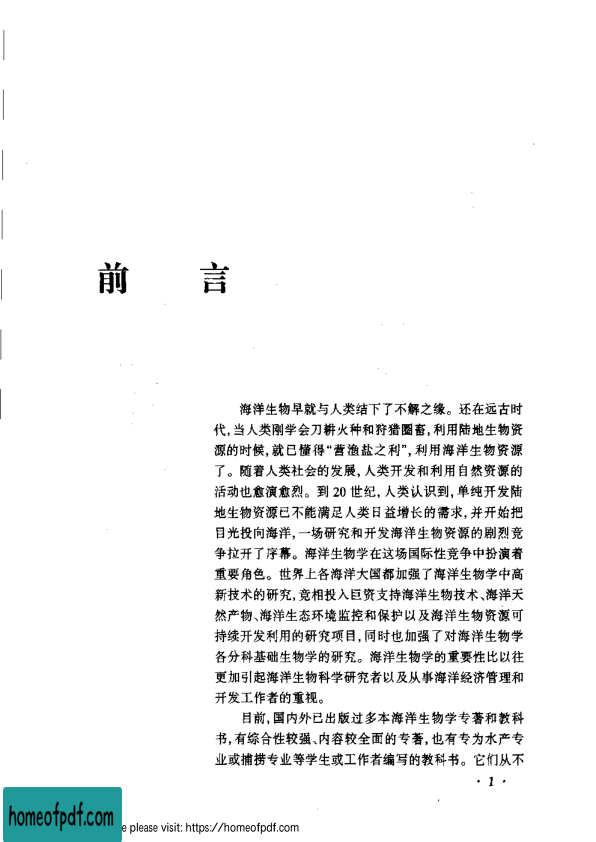 前 言
海洋生物早就与人类结下了不解之缘。还在远古时
代,当人类刚学会刀耕火种和狩猎圈畜,利用陆地生物资
源的时候,就已懂得“营渔盐之利”,利用海洋生物资源
了。随着人类社会的发展,人类开发和利用自然资源的
活动也愈演愈烈。到 20 世纪,人类认识到,单纯开发陆
地生物资源已不能满足人类日益增长的需求,并开始把
目光投向海洋,一场研究和开发海洋生物资源的剧烈竞
争拉开了序幕。海洋生物学在这场国际性竞争中扮演着
重要角色。世界上各海洋大国都加强了海洋生物学中高
新技术的研究,竞相投入巨资支持海洋生物技术、海洋天
然产物、海洋生态环境监控和保护以及海洋生物资源可
持续开发利用的研究项目,同时也加强了对海洋生物学
各分科基础生物学的研究。海洋生物学的重要性比以往
更加引起海洋生物科学研究者以及从事海洋经济管理和
开发工作者的重视。
目前,国内外已出版过多本海洋生物学专著和教科
书,有综合性较强、内容较全面的专著,也有专为水产专
业或捕捞专业等学生或工作者编写的教科书。它们从不
· 1 ·
homeofpdf.com
e please visit: https://homeofpdf.com